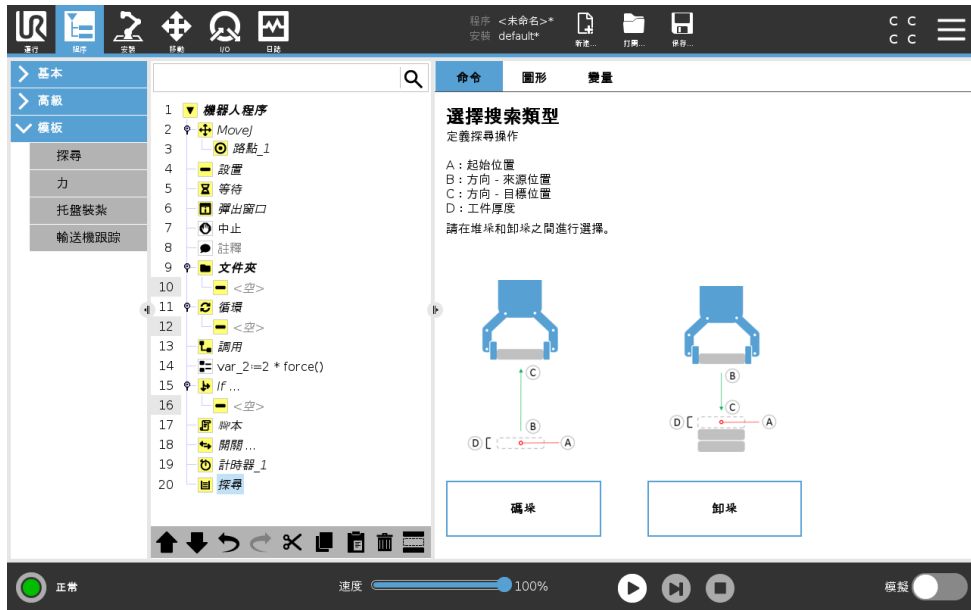 UR
運行
程序
安裝
移動
I/O
日誌
程序 <未命名>*
安裝 default*
新建...
打開...
保存...
C C
C C
基本
高級
模板
探尋
力
托盤裝紮
輸送機跟踪
1 機器人程序
2 MoveJ
3 路點_1
4 設置
5 等待
6 彈出窗口
7 中止
8 註釋
9 文件夾
10 <空>
11 循環
12 <空>
13 調用
14 var_2≔2 * force()
15 If ...
16 <空>
17 腳本
18 開關 ...
19 計時器_1
20 探尋
命令
圖形
變量
選擇搜索類型
定義探尋操作
A：起始位置
B：方向 - 來源位置
C：方向 - 目標位置
D：工件厚度
請在堆垛和卸垛之間進行選擇。
C
B
D
A
B
C
D
A
碼垛
卸垛
正常
速度
100%
模擬